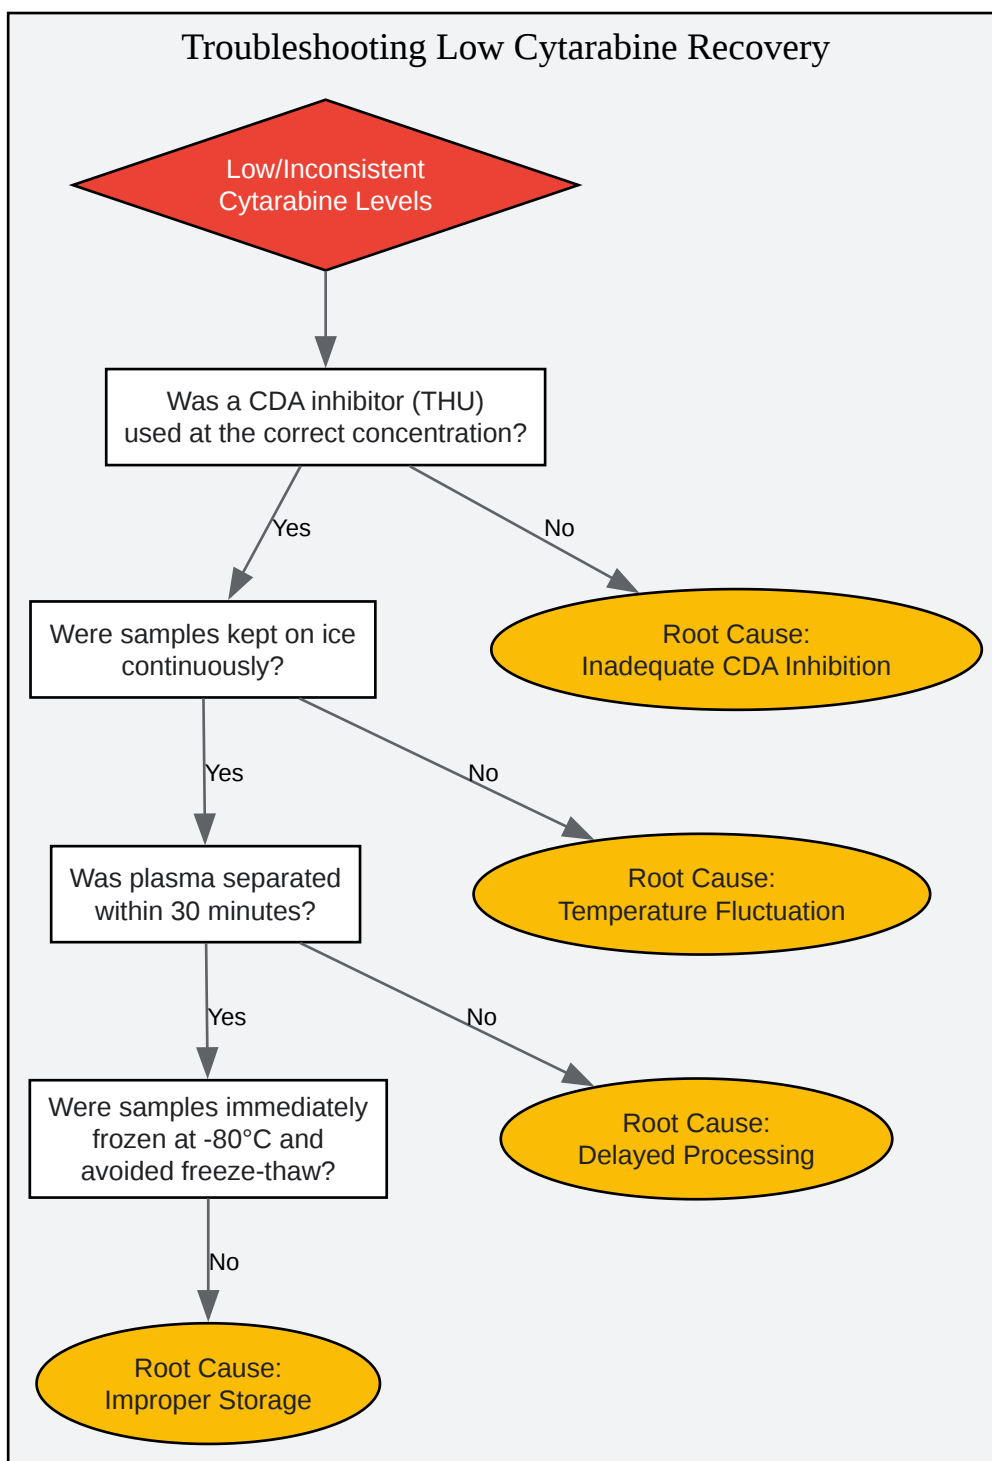 Troubleshooting Low Cytarabine Recovery
Low/Inconsistent
Cytarabine Levels
Was a CDA inhibitor (THU)
used at the correct concentration?
Yes
No
Were samples kept on ice
continuously?
Root Cause:
Inadequate CDA Inhibition
Yes
No
Was plasma separated
within 30 minutes?
Root Cause:
Temperature Fluctuation
Yes
No
Were samples immediately
frozen at -80°C and
avoided freeze-thaw?
Root Cause:
Delayed Processing
No
Root Cause:
Improper Storage